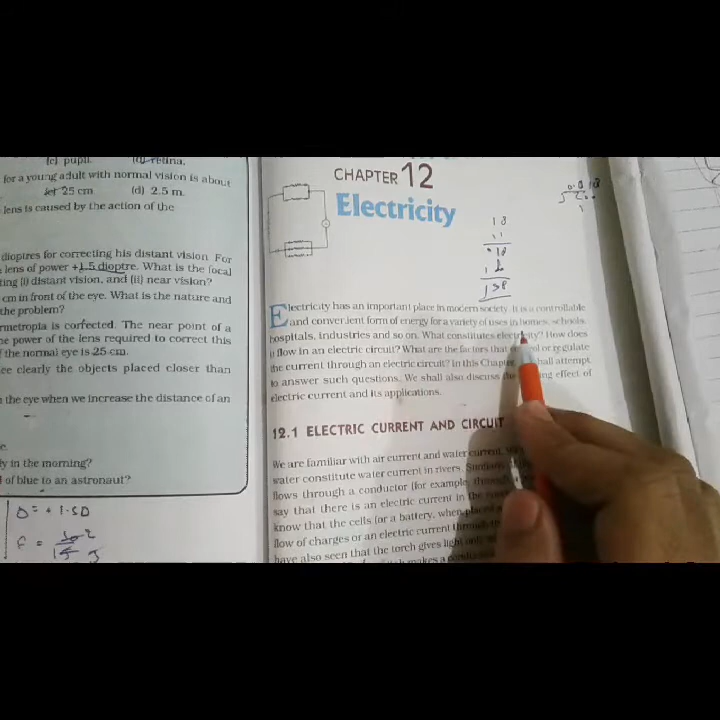 (c) pupil. (d) retina.
for a young adult with normal vision is about
25 cm (d) 2.5 m.
lens is caused by the action of the
dioptres for correcting his distant vision For
lens of power +1.5 dioptre. What is the focal
ting (i) distant vision, and (ii) near vision?
cm in front of the eye. What is the nature and
the problem?
rmetropia is corrected. The near point of a
e power of the lens required to correct this
f the normal eye is 25 cm.
ee clearly the objects placed closer than
n the eye when we increase the distance of an
e.
ly in the morning?
d of blue to an astronaut?
CHAPTER 12
Electricity
Electricity has an important place in modern society. It is a controllable
and convenient form of energy for a variety of uses in homes, schools,
hospitals, industries and so on. What constitutes electricity? How does
it flow in an electric circuit? What are the factors that or regulate
the current through an electric circuit? In this Chapter, shall attempt
to answer such questions. We shall also discuss the effect of
electric current and its applications.
12.1 ELECTRIC CURRENT AND CIRCUIT
We are familiar with air current and water current.
water constitute water current in rivers.
flows through a conductor (for example, through
say that there is an electric current in the
know that the cells (or a battery, when placed
flow of charges or an electric current through
have also seen that the torch gives light only